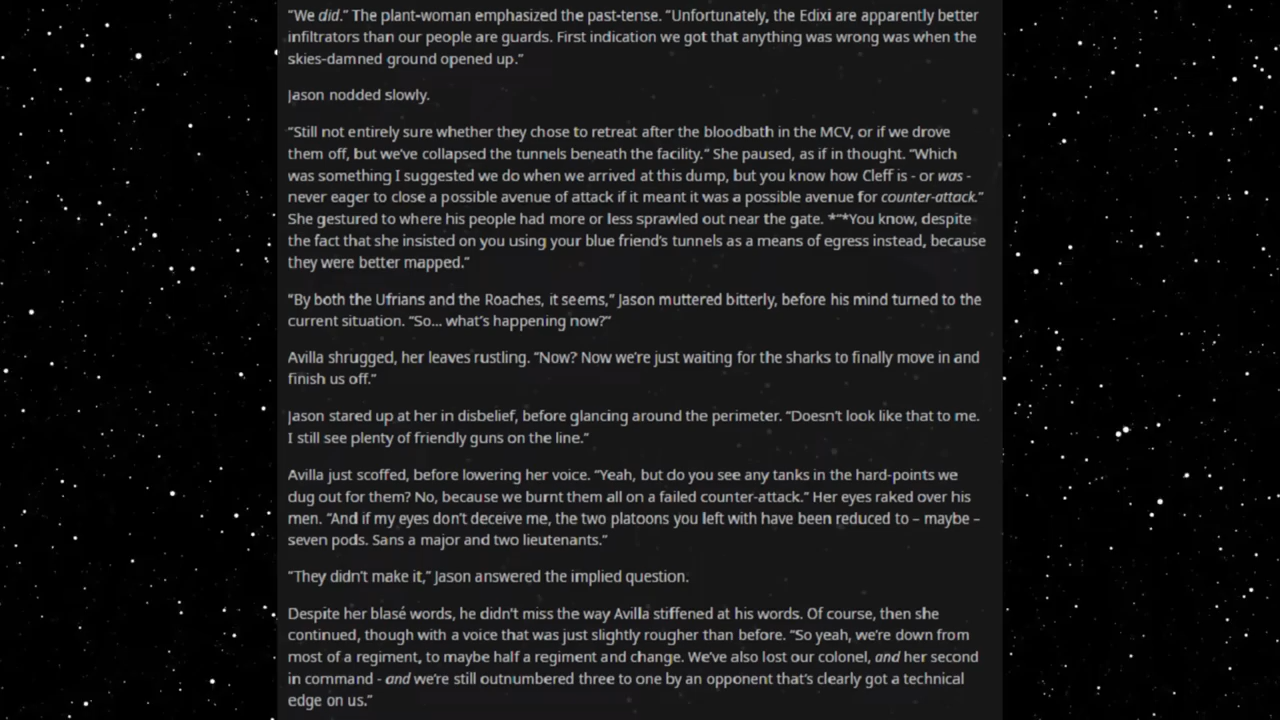 “We did.” The plant-woman emphasized the past-tense. “Unfortunately, the Edixi are apparently better
infiltrators than our people are guards. First indication we got that anything was wrong was when the
skies-damned ground opened up.”
Jason nodded slowly.
“Still not entirely sure whether they chose to retreat after the bloodbath in the MCV, or if we drove
them off, but we’ve collapsed the tunnels beneath the facility.” She paused, as if in thought. “Which
was something I suggested we do when we arrived at this dump, but you know how Cleff is - or was -
never eager to close a possible avenue of attack if it meant it was a possible avenue for counter-attack.”
She gestured to where his people had more or less sprawled out near the gate. *“*You know, despite
the fact that she insisted on you using your blue friend’s tunnels as a means of egress instead, because
they were better mapped.”
“By both the Ufrians and the Roaches, it seems,” Jason muttered bitterly, before his mind turned to the
current situation. “So… what’s happening now?”
Avilla shrugged, her leaves rustling. “Now? Now we’re just waiting for the sharks to finally move in and
finish us off.”
Jason stared up at her in disbelief, before glancing around the perimeter. “Doesn’t look like that to me.
I still see plenty of friendly guns on the line.”
Avilla just scoffed, before lowering her voice. “Yeah, but do you see any tanks in the hard-points we
dug out for them? No, because we burnt them all on a failed counter-attack.” Her eyes raked over his
men. “And if my eyes don’t deceive me, the two platoons you left with have been reduced to – maybe –
seven pods. Sans a major and two lieutenants.”
“They didn’t make it,” Jason answered the implied question.
Despite her blasé words, he didn’t miss the way Avilla stiffened at his words. Of course, then she
continued, though with a voice that was just slightly rougher than before. “So yeah, we’re down from
most of a regiment, to maybe half a regiment and change. We’ve also lost our colonel, and her second
in command - and we’re still outnumbered three to one by an opponent that’s clearly got a technical
edge on us.”